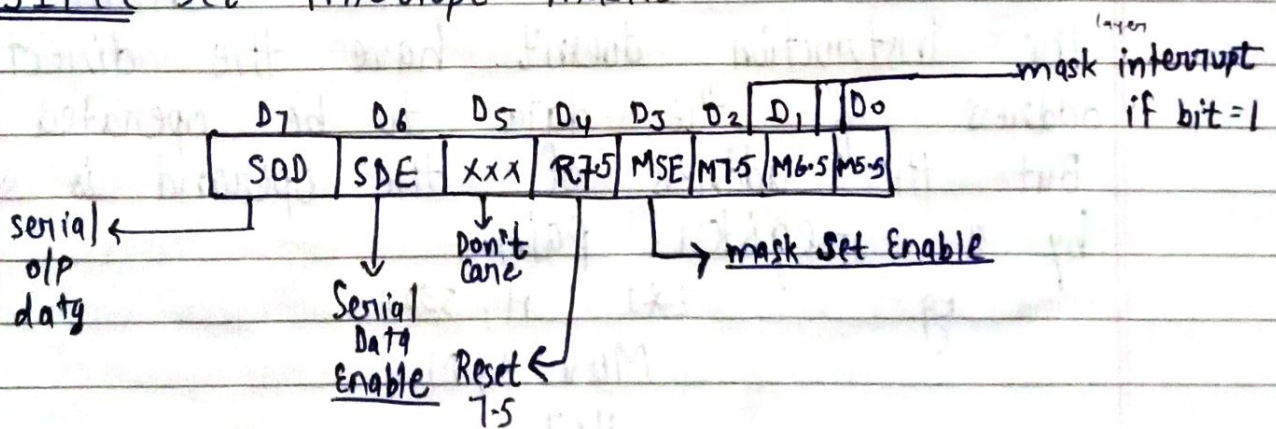 layer
mask interrupt
if bit = 1
D7 D6 D5 D4 D3 D2 D1 D0
SOD SDE XXX R7.5 MSE M7.5 M6.5 M5.5
serial
o/p
data
Don't
Care
mask set Enable
Serial
Data
Enable
Reset
7.5